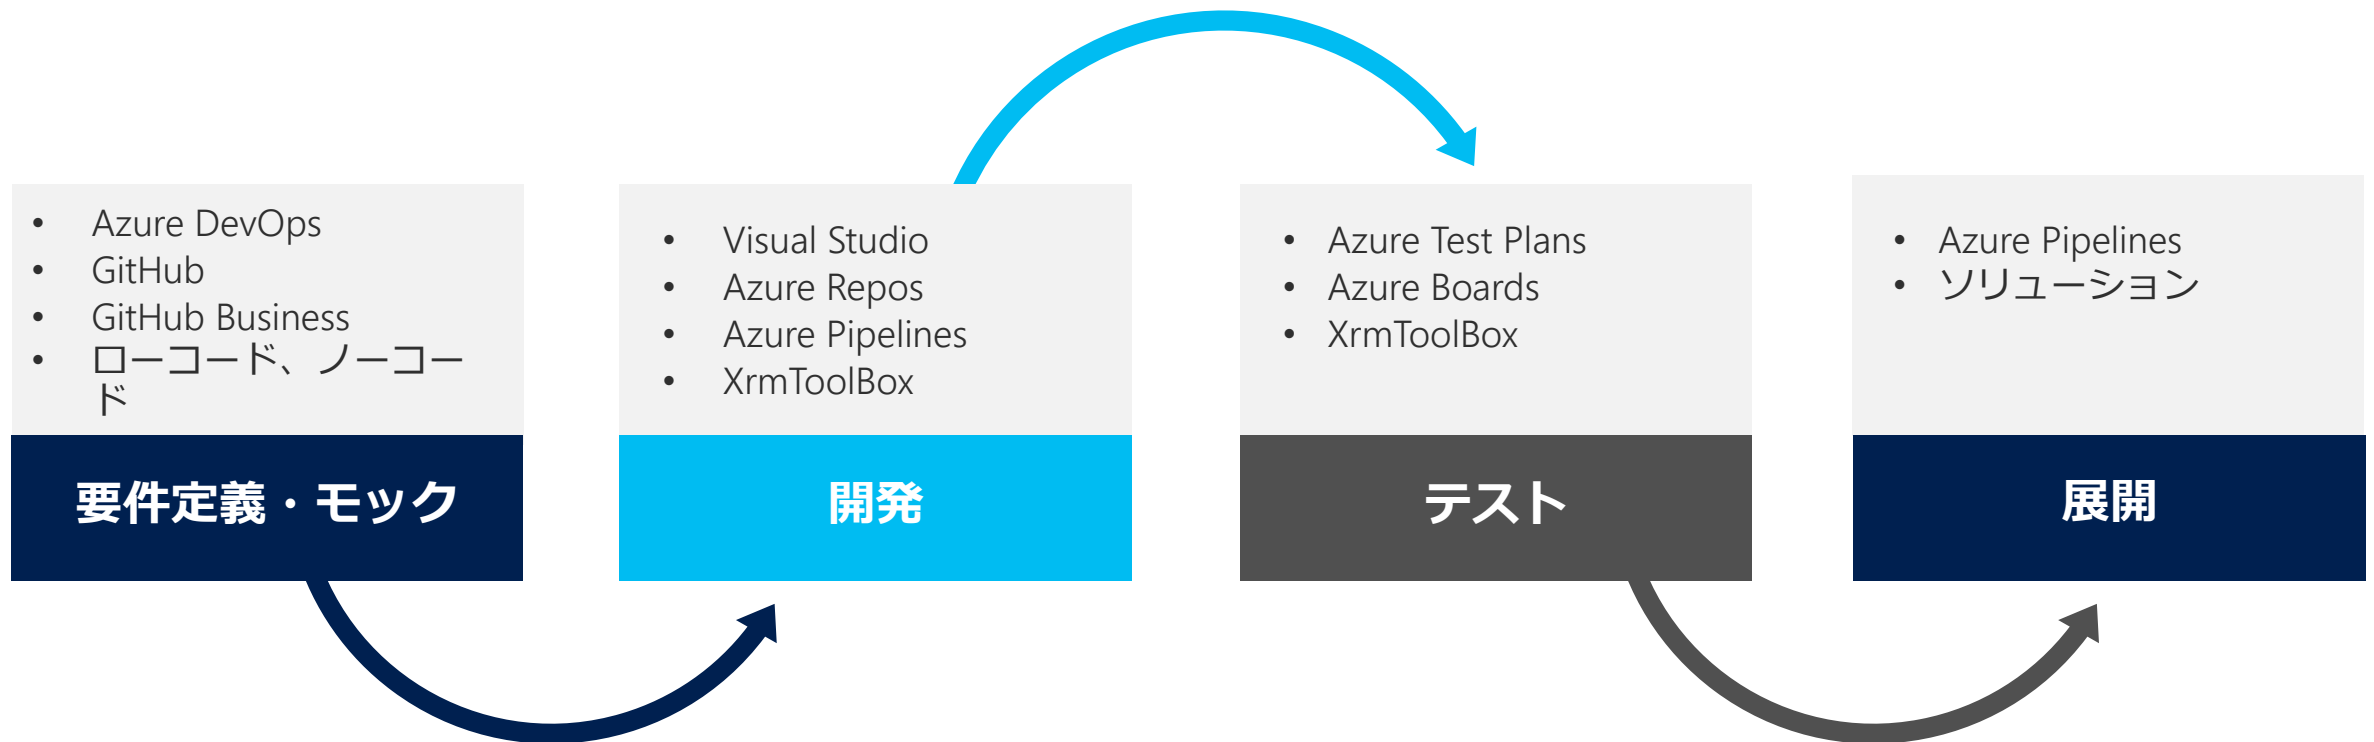 • Azure DevOps
• GitHub
• GitHub Business
• ローコード、ノーコー
ド
要件定義・モック
• Visual Studio
• Azure Repos
• Azure Pipelines
• XrmToolBox
開発
• Azure Test Plans
• Azure Boards
• XrmToolBox
テスト
• Azure Pipelines
• ソリューション
展開